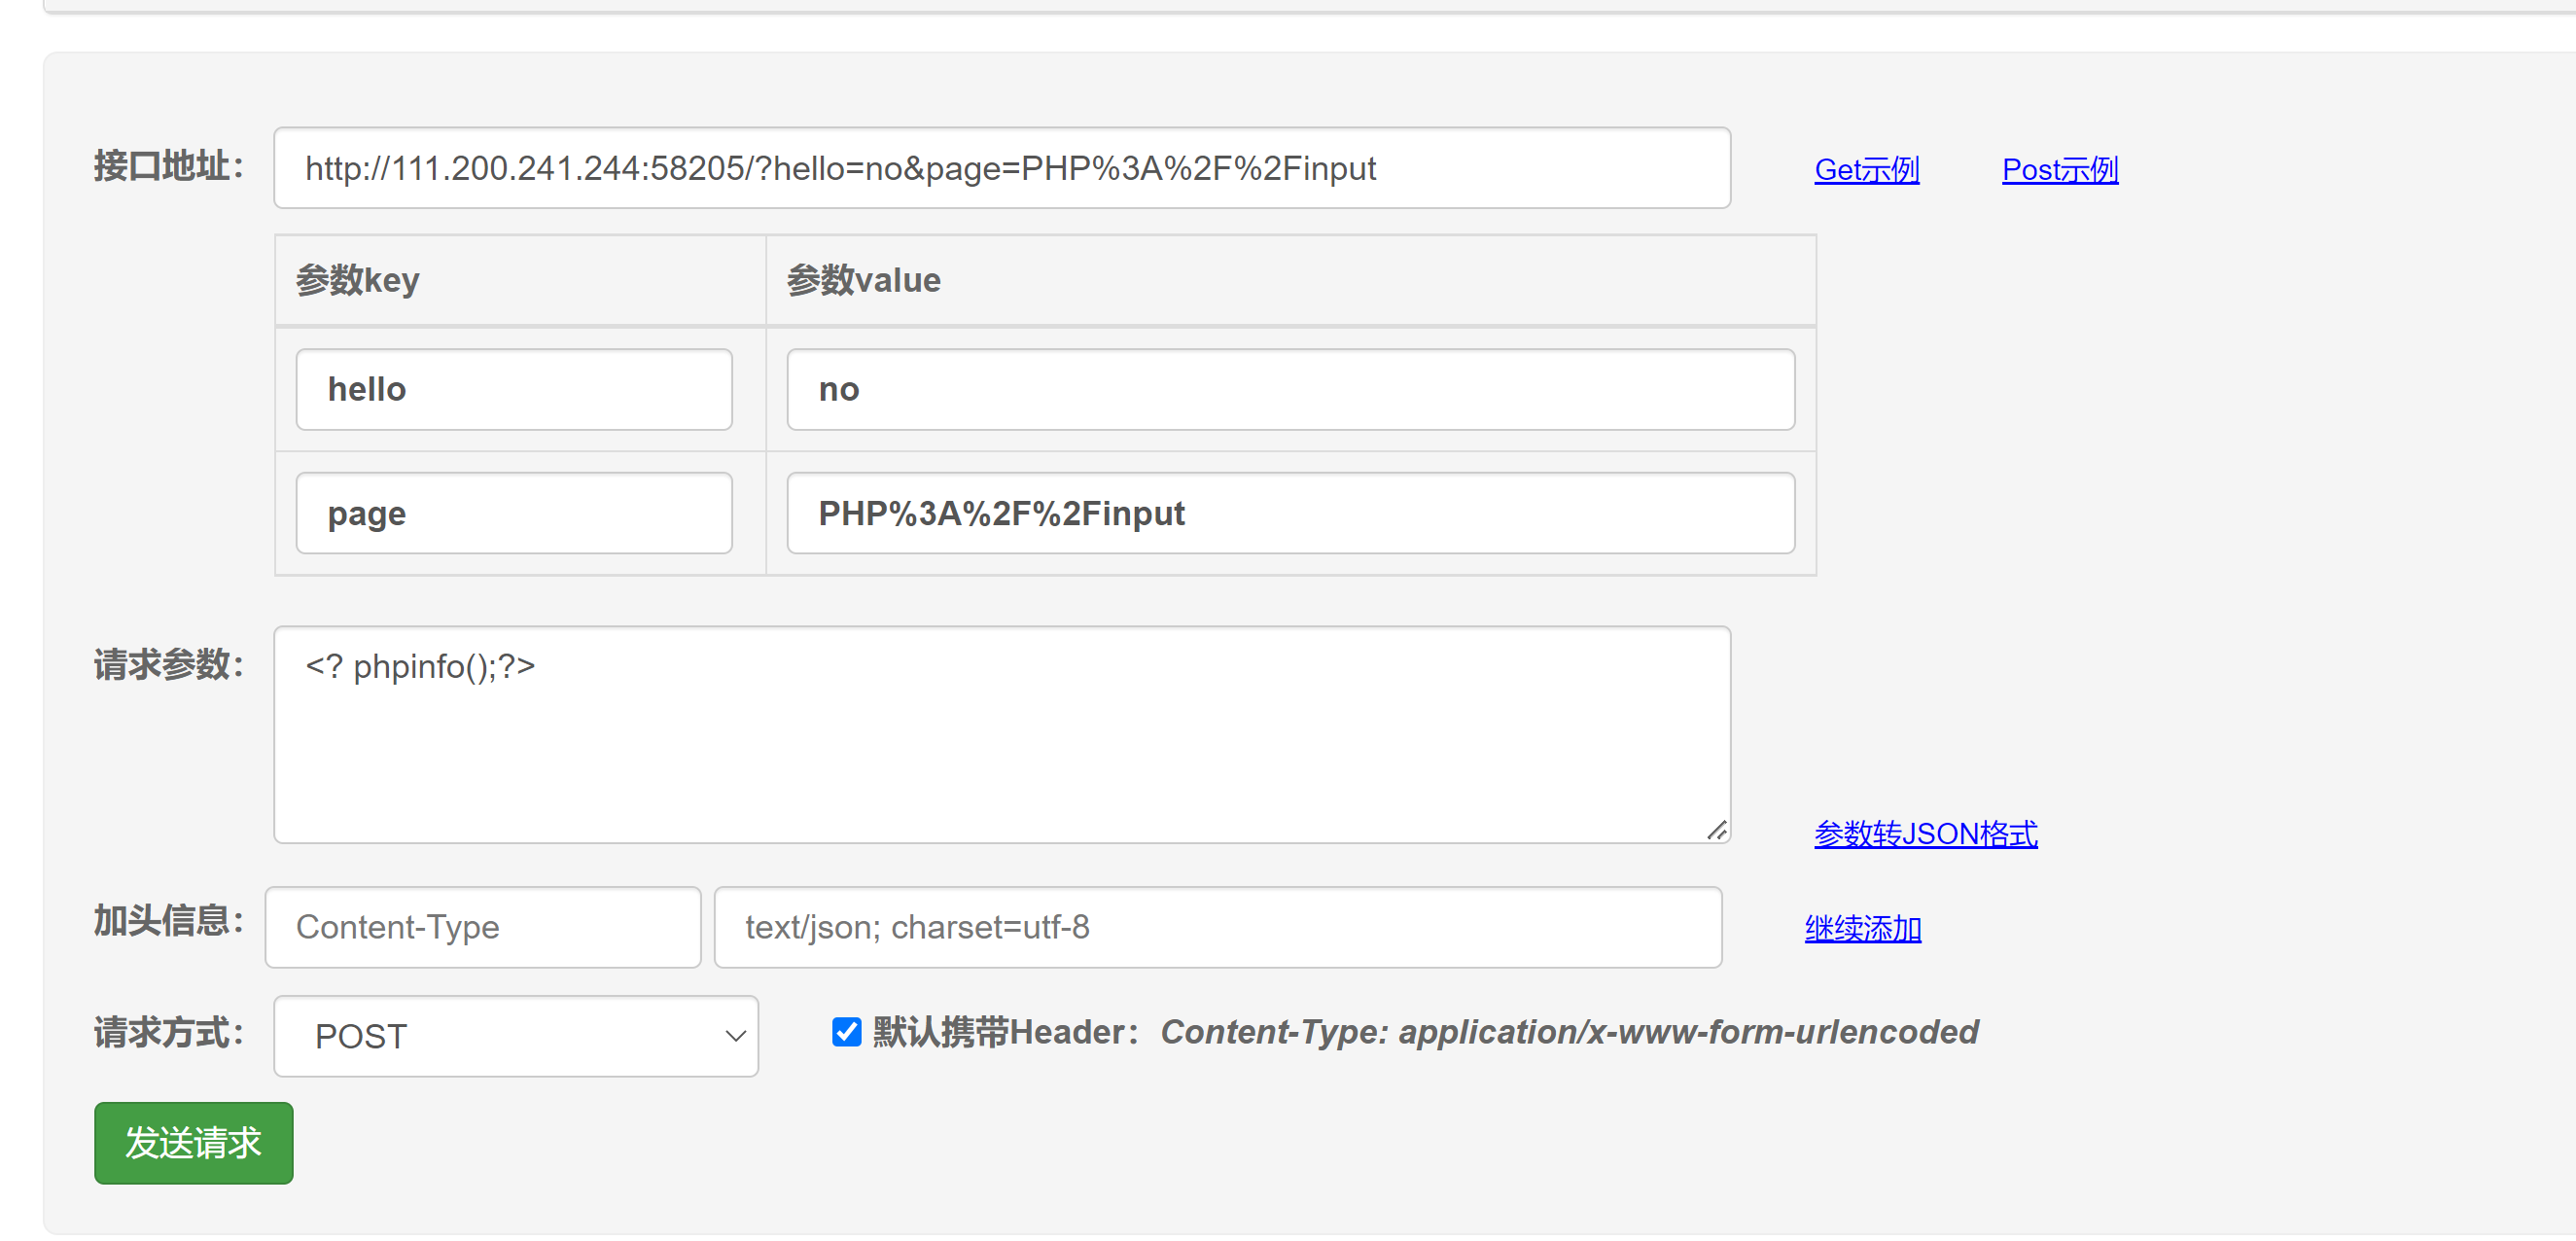 接口地址： http://111.200.241.244:58205/?hello=no&page=PHP%3A%2F%2Finput Get示例 Post示例
参数key 参数value
hello no
page PHP%3A%2F%2Finput
请求参数： <? phpinfo();?>
参数转JSON格式
加头信息： Content-Type text/json; charset=utf-8 继续添加
请求方式： POST 默认携带Header：Content-Type: application/x-www-form-urlencoded
发送请求